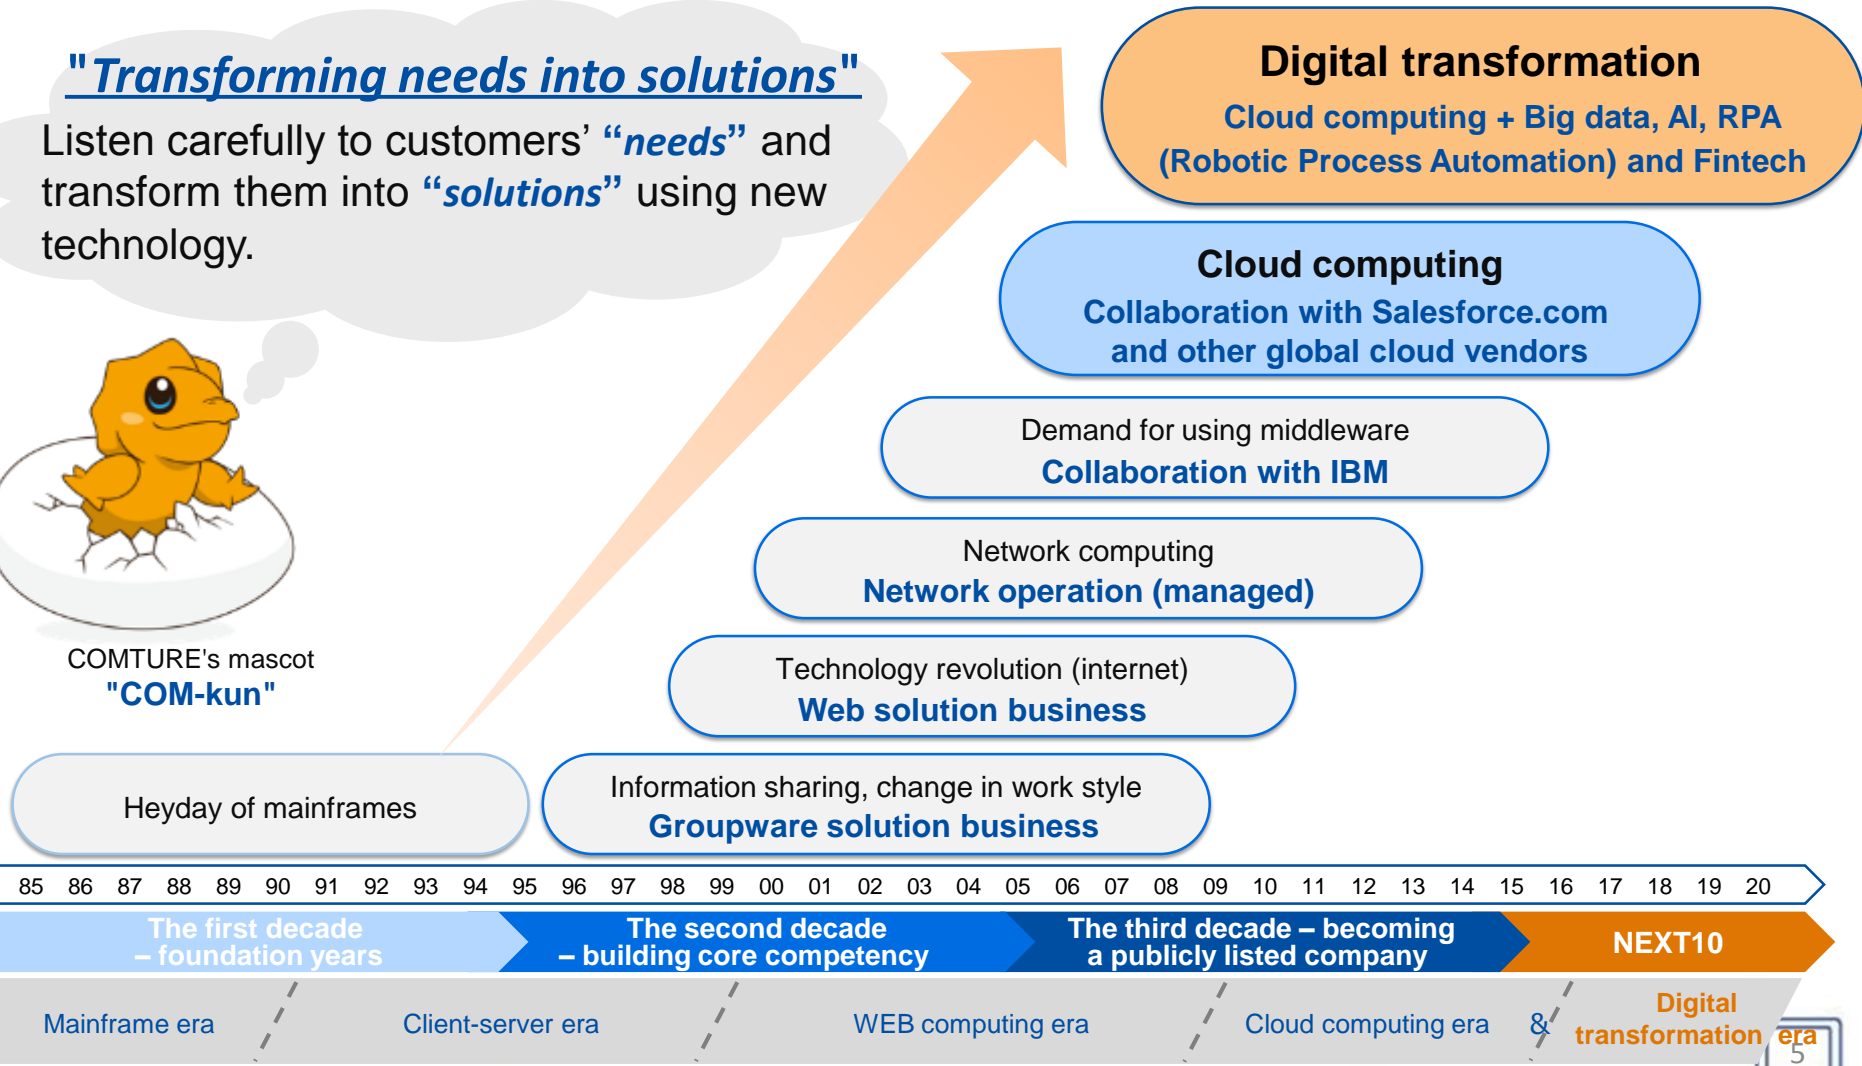 "Transforming needs into solutions"
Listen carefully to customers’ “needs” and
transform them into “solutions” using new
technology.
Digital transformation
Cloud computing + Big data, AI, RPA
(Robotic Process Automation) and Fintech
Cloud computing
Collaboration with Salesforce.com
and other global cloud vendors
Demand for using middleware
Collaboration with IBM
Network computing
Network operation (managed)
COMTURE's mascot
"COM-kun"
Technology revolution (internet)
Web solution business
Heyday of mainframes
Information sharing, change in work style
Groupware solution business
85 86 87 88 89 90 91 92 93 94 95 96 97 98 99 00 01 02 03 04 05 06 07 08 09 10 11 12 13 14 15 16 17 18 19 20
The first decade
– foundation years
The second decade
– building core competency
The third decade – becoming
a publicly listed company
NEXT10
Mainframe era
Client-server era
WEB computing era
Cloud computing era &
Digital
transformation era
5